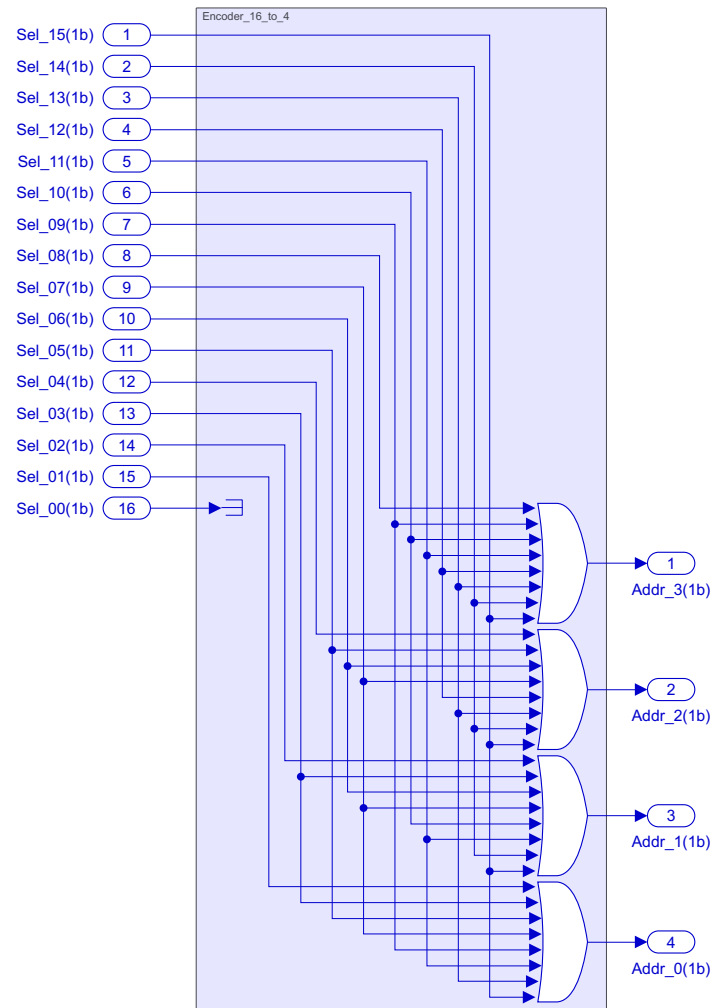 Encoder_16_to_4
Sel_15(1b) 1
Sel_14(1b) 2
Sel_13(1b) 3
Sel_12(1b) 4
Sel_11(1b) 5
Sel_10(1b) 6
Sel_09(1b) 7
Sel_08(1b) 8
Sel_07(1b) 9
Sel_06(1b) 10
Sel_05(1b) 11
Sel_04(1b) 12
Sel_03(1b) 13
Sel_02(1b) 14
Sel_01(1b) 15
Sel_00(1b) 16
1
Addr_3(1b)
2
Addr_2(1b)
3
Addr_1(1b)
4
Addr_0(1b)